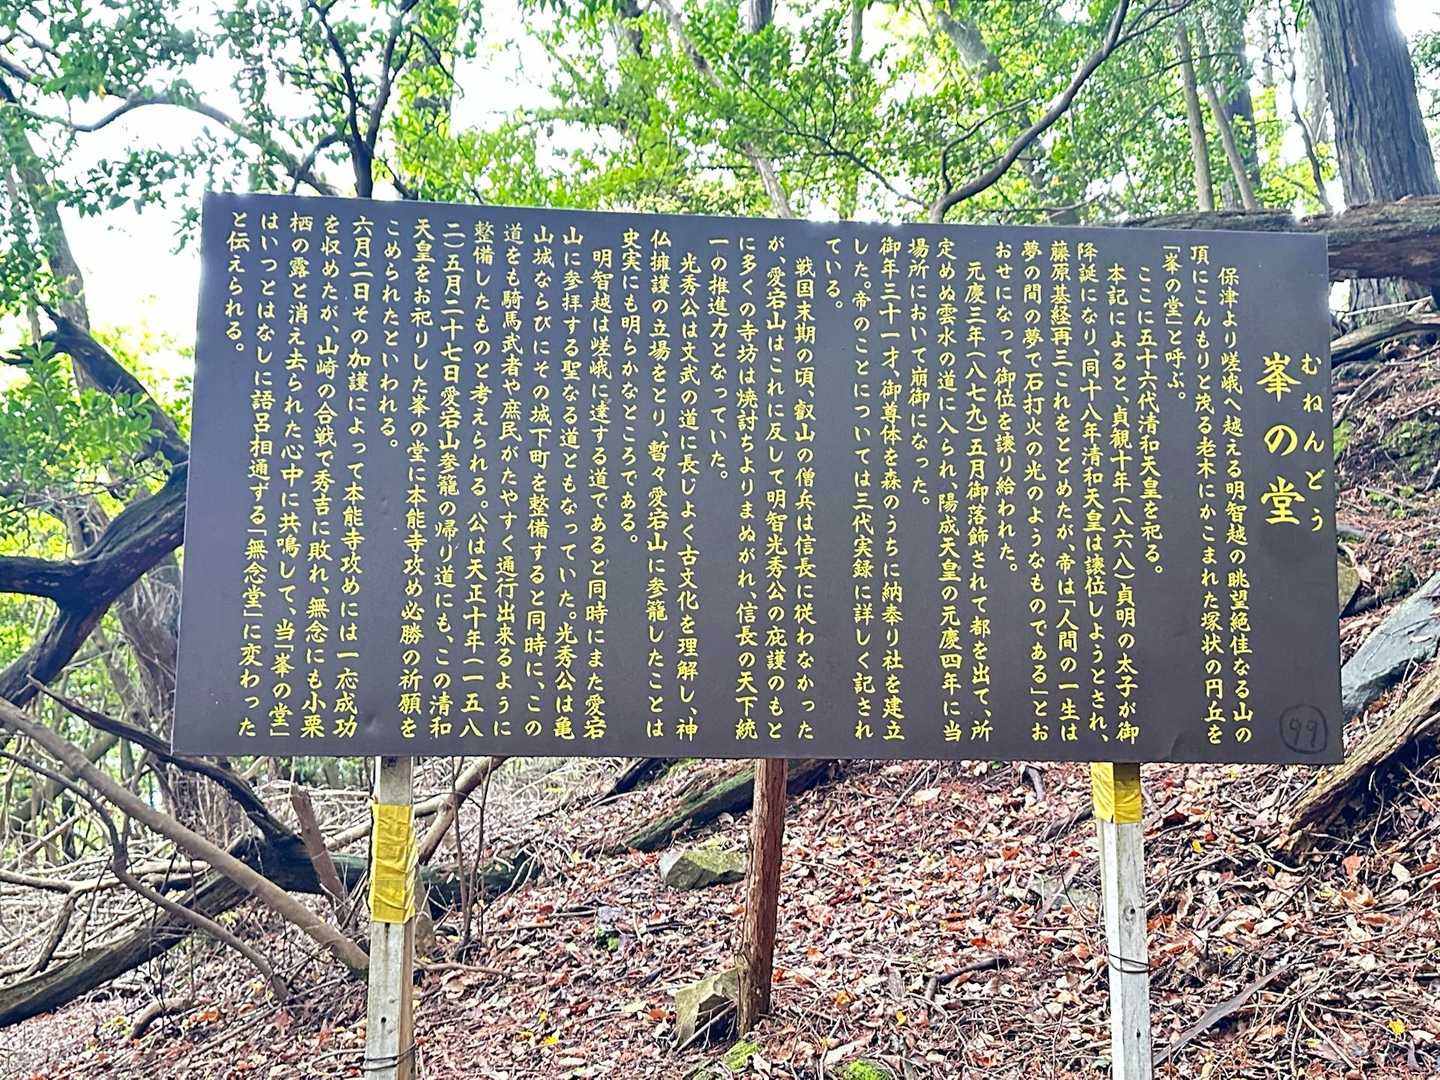 むねんどう
峯の堂
保津より嵯峨へ越える明智越の眺望絶佳なる山の
頂にこんもりと茂る老木にかこまれた塚状の円丘を
「峯の堂」と呼ぶ。
ここに五十六代清和天皇を祀る。
本記によると、貞観十年(八六八)貞明の太子が御
降誕になり、同十八年清和天皇は譲位しようとされ、
藤原基経再三これをとどめたが、帝は「人間の一生は
夢の間の夢で石打火の光のようなものである」とお
おせになって御位を譲り給われた。
元慶三年(八七九)五月御落飾されて都を出て、所
定めぬ雲水の道に入られ、陽成天皇の元慶四年に当
場所において崩御になった。
御年三十一才、御尊体を森のうちに納奉り社を建立
した。帝のことについては三代実録に詳しく記され
ている。
戦国末期の頃、叡山の僧兵は信長に従わなかった
が、愛宕山はこれに反して明智光秀公の庇護のもと
に多くの寺坊は焼討ちよりまぬがれ、信長の天下統
一の推進力となっていた。
光秀公は文武の道に長じよく古文化を理解し、神
仏擁護の立場をとり、暫々愛宕山に参籠したことは
史実にも明らかなところである。
明智越は嵯峨に達する道であると同時にまた愛宕
山に参拝する聖なる道ともなっていた。光秀公は亀
山城ならびにその城下町を整備すると同時に、この
道をも騎馬武者や庶民がたやすく通行出来るように
整備したものと考えられる。公は天正十年(一五八
二)五月二十七日愛宕山参籠の帰り道にも、この清和
天皇をお祀りした峯の堂に本能寺攻め必勝の祈願を
こめられたといわれる。
六月二日その加護によって本能寺攻めには一応成功
を収めたが、山崎の合戦で秀吉に敗れ、無念にも小栗
栖の露と消え去られた心中に共鳴して、当「峯の堂」
はいつとはなしに語呂相通する「無念堂」に変わった
と伝えられる。
99